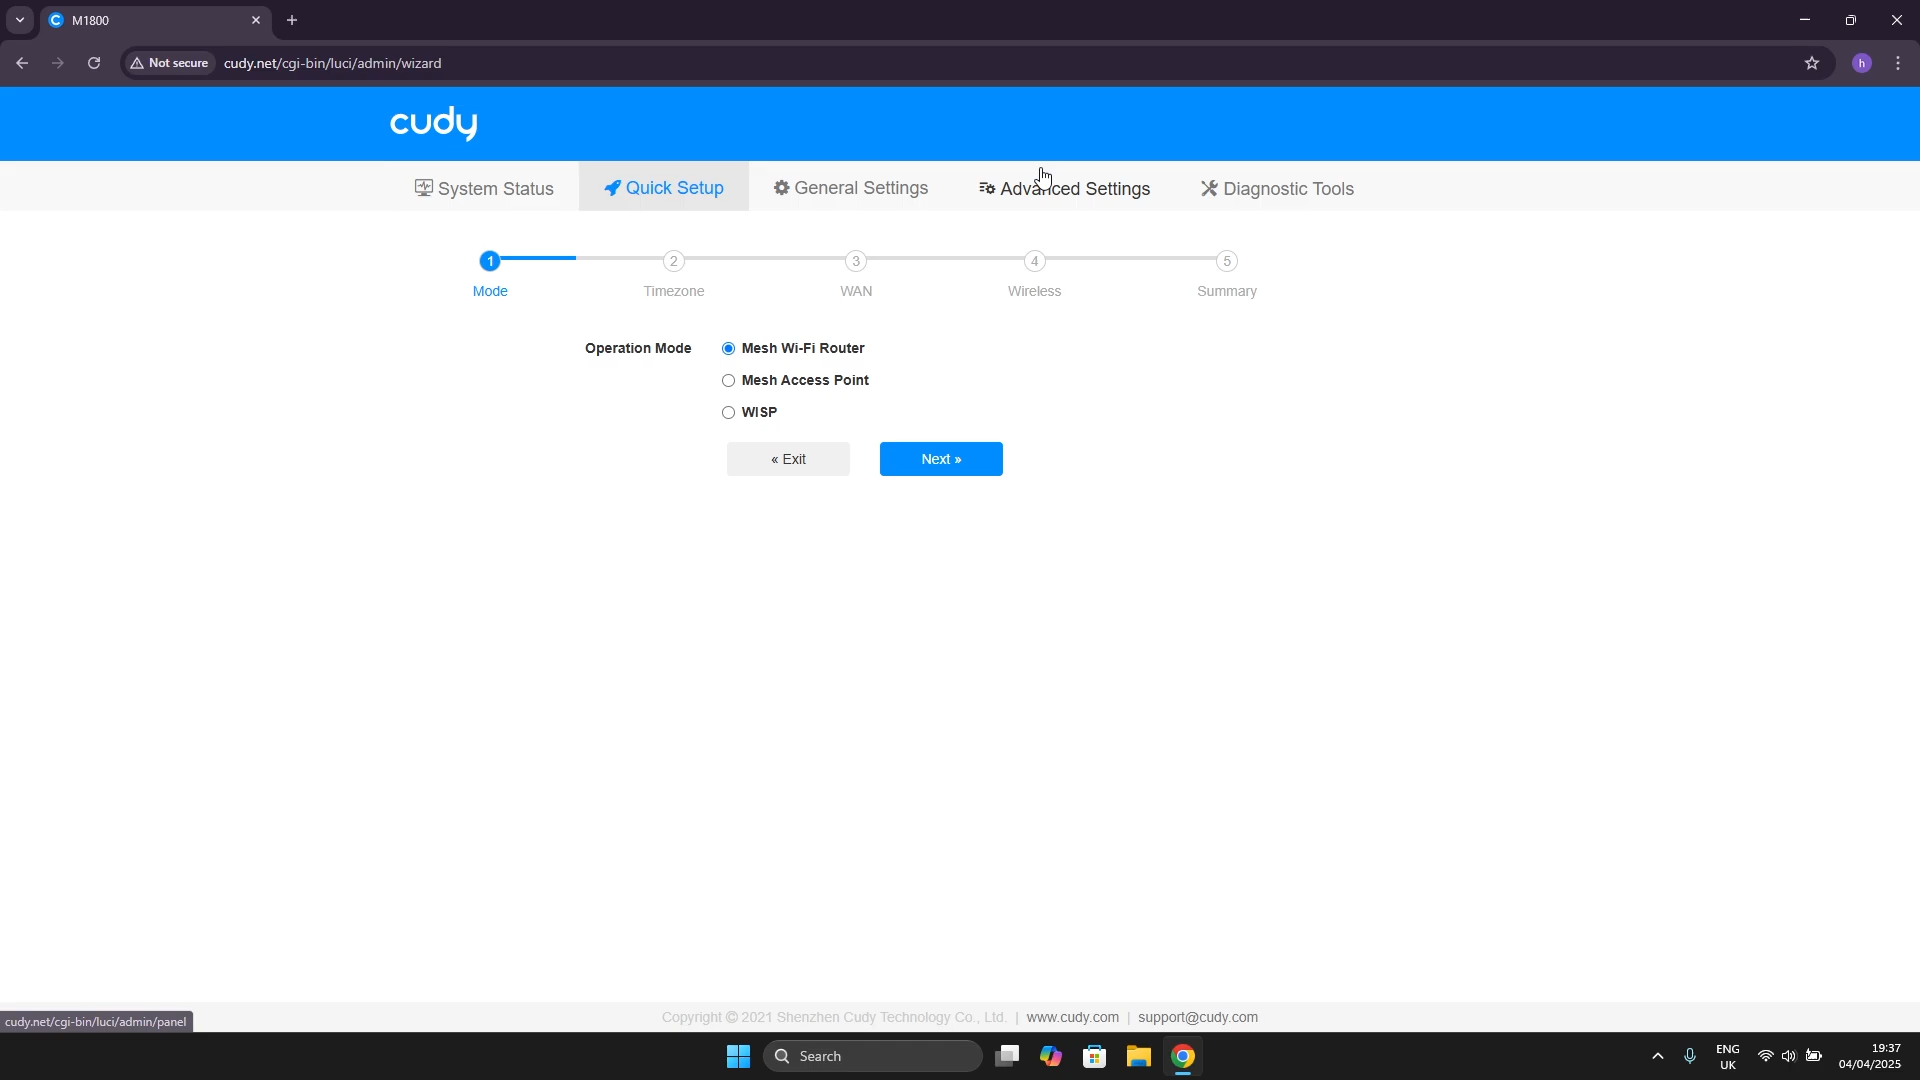 M1800
Not secure
cudy.net/cgi-bin/luci/admin/wizard
h
cudy
System Status
Quick Setup
General Settings
Advanced Settings
Diagnostic Tools
1
2
3
4
5
Mode
Timezone
WAN
Wireless
Summary
Operation Mode
Mesh Wi-Fi Router
Mesh Access Point
WISP
« Exit
Next »
Copyright © 2021 Shenzhen Cudy Technology Co., Ltd. | www.cudy.com | support@cudy.com
cudy.net/cgi-bin/luci/admin/panel
Search
ENG
UK
19:37
04/04/2025